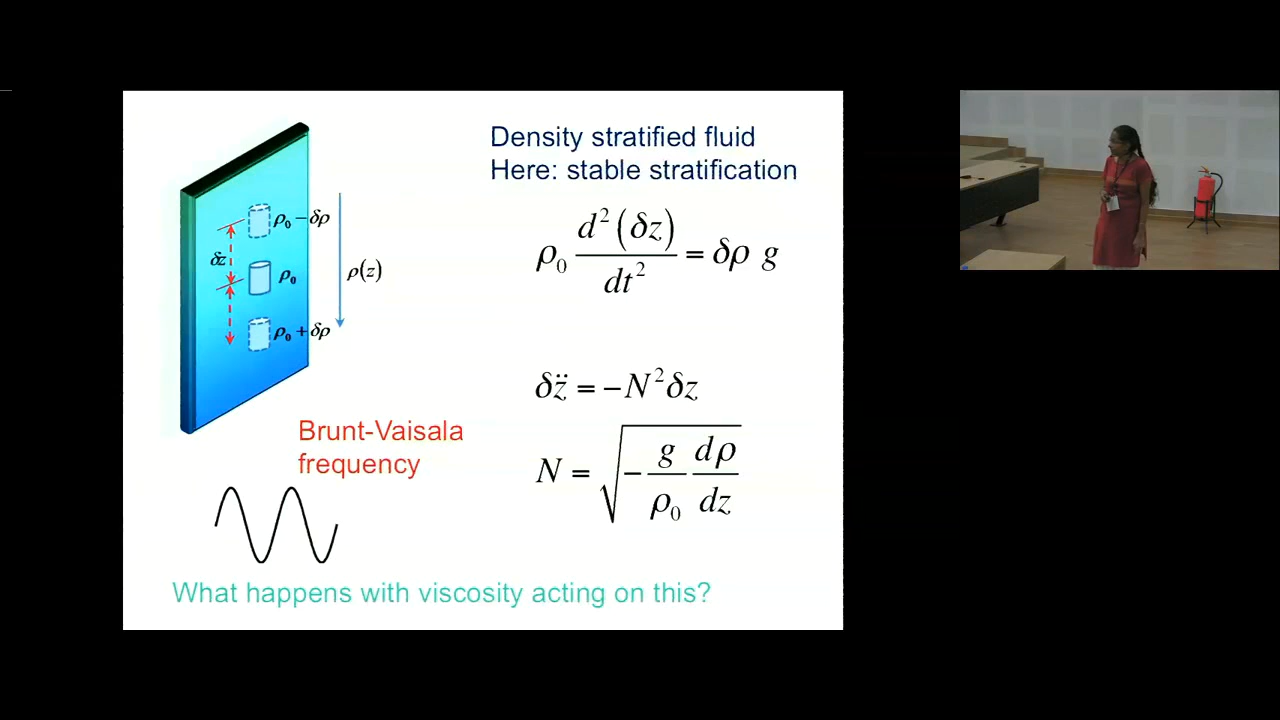 Density stratified fluid
Here: stable stratification
ρ₀ d²(δz)/dt² = δρ g
ρ₀ − δρ
δz
ρ₀
ρ(z)
ρ₀ + δρ
δz̈ = −N²δz
Brunt-Vaisala
frequency
N = √(−(g/ρ₀)(dρ/dz))
What happens with viscosity acting on this?